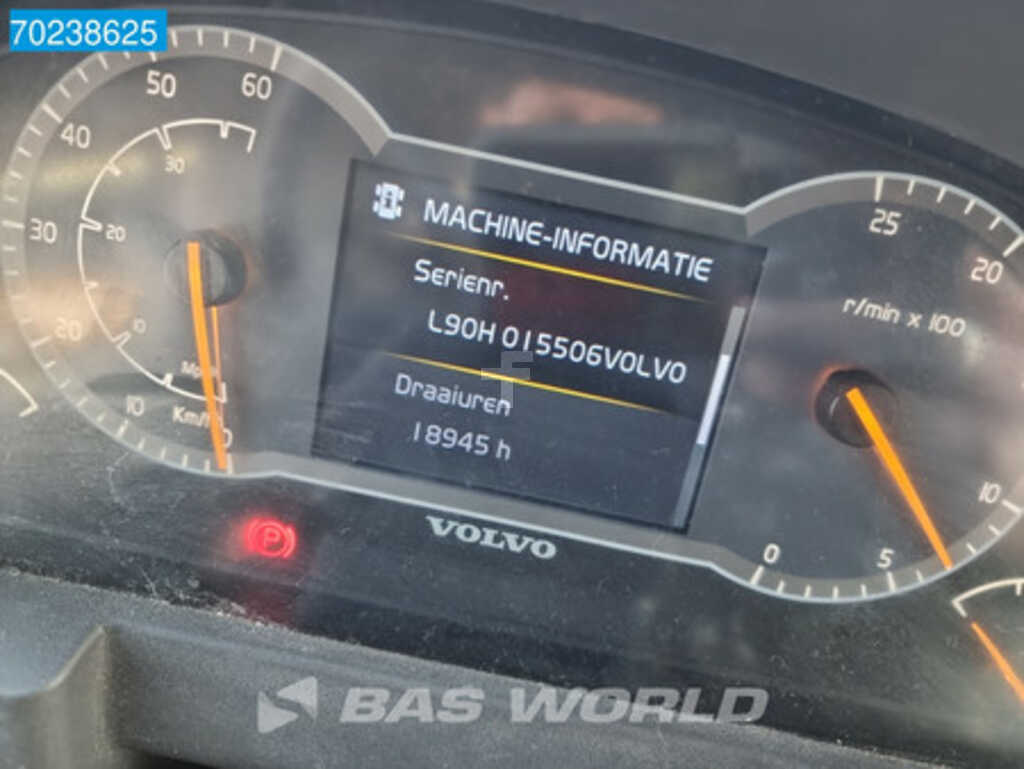 70238625
60
50
40
30
20
10
0
30
20
10
Km/h
MACHINE-INFORMATIE
Serienr.
L90H 015506VOLVO
Draaiuren
18945 h
25
20
r/min x 100
10
5
0
P
VOLVO
BAS WORLD